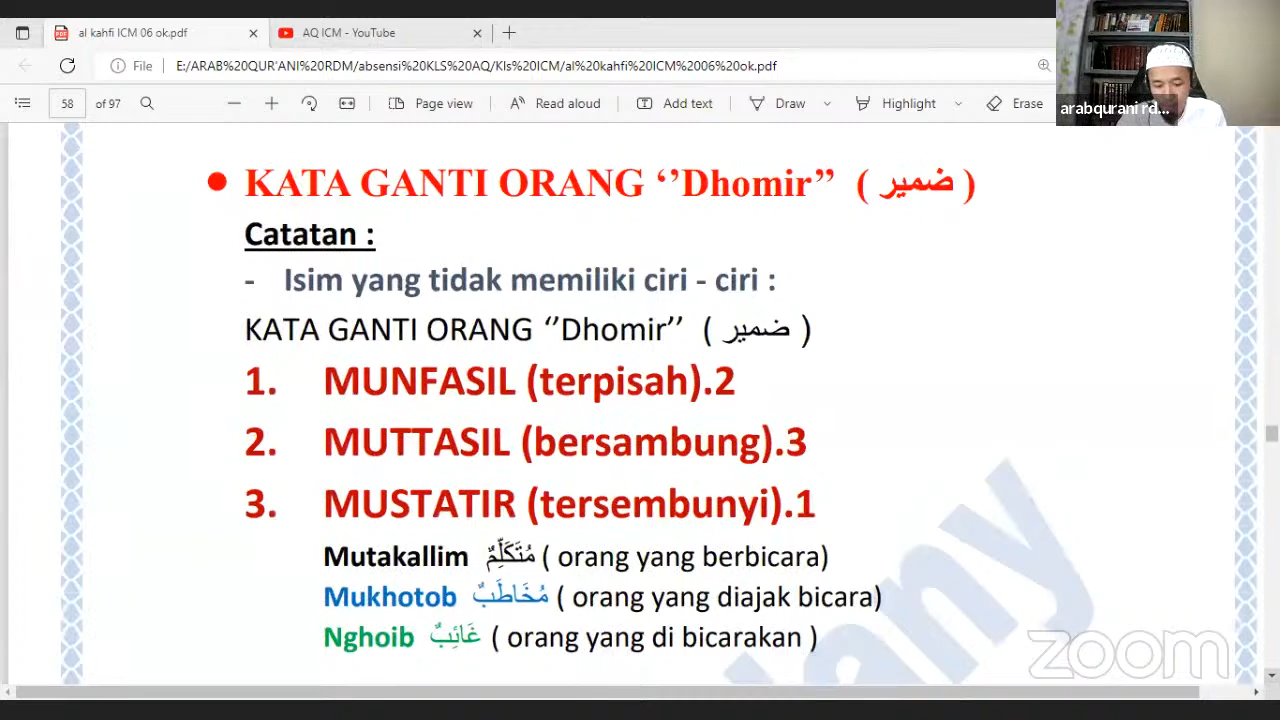 al kahfi ICM 06 ok.pdf
AQ ICM - YouTube
File E:/ARAB%20QUR'ANI%20RDM/absensi%20KLS%20AQ/Kls%20ICM/al%20kahfi%20ICM%2006%20ok.pdf
58 of 97 Page view Read aloud Add text Draw Highlight Erase
arabqurani rd...
• KATA GANTI ORANG ‘’Dhomir’’ ( ضمير )
Catatan :
- Isim yang tidak memiliki ciri - ciri :
KATA GANTI ORANG ‘’Dhomir’’ ( ضمير )
1. MUNFASIL (terpisah).2
2. MUTTASIL (bersambung).3
3. MUSTATIR (tersembunyi).1
Mutakallim مُتَكَلِّمٌ ( orang yang berbicara)
Mukhotob مُخَاطَبٌ ( orang yang diajak bicara)
Nghoib غَائِبٌ ( orang yang di bicarakan )
any
zoom